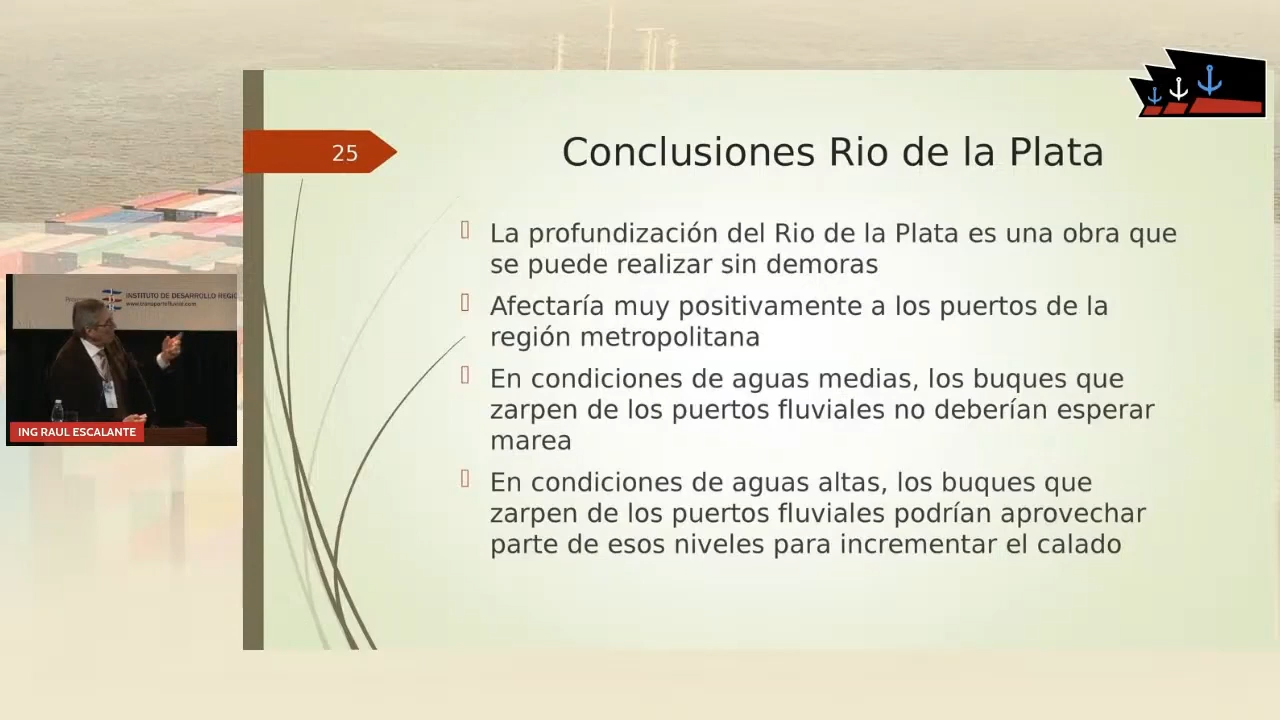 25
Conclusiones Rio de la Plata
La profundización del Rio de la Plata es una obra que
se puede realizar sin demoras
Afectaría muy positivamente a los puertos de la
región metropolitana
En condiciones de aguas medias, los buques que
zarpen de los puertos fluviales no deberían esperar
marea
En condiciones de aguas altas, los buques que
zarpen de los puertos fluviales podrían aprovechar
parte de esos niveles para incrementar el calado
INSTITUTO DE DESARROLLO REGIO
ING RAUL ESCALANTE